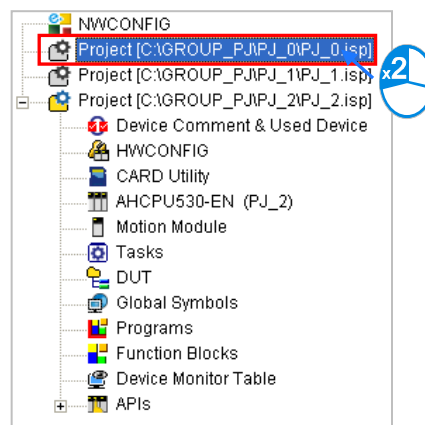 NWCONFIG
Project [C:\GROUP_PJ\PJ_0\PJ_0.isp]
Project [C:\GROUP_PJ\PJ_1\PJ_1.isp]
Project [C:\GROUP_PJ\PJ_2\PJ_2.isp]
Device Comment & Used Device
HWCONFIG
CARD Utility
AHCPU530-EN (PJ_2)
Motion Module
Tasks
DUT
Global Symbols
Programs
Function Blocks
Device Monitor Table
APIs
x2